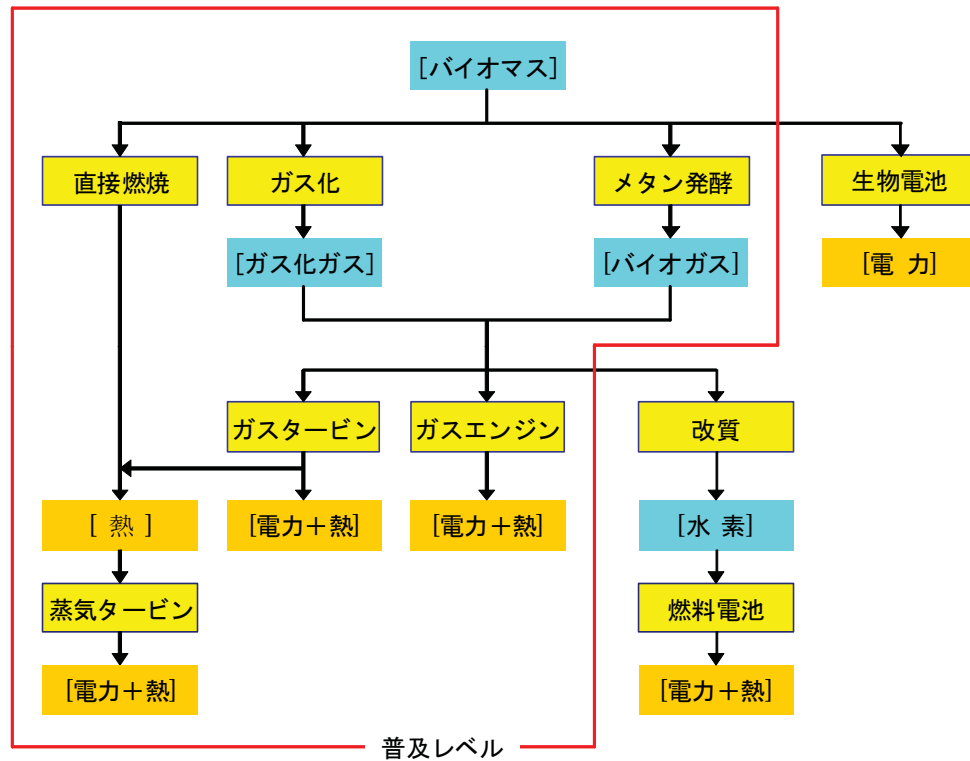 [バイオマス]
直接燃焼
ガス化
メタン発酵
生物電池
[ガス化ガス]
[バイオガス]
[電 力]
ガスタービン
ガスエンジン
改質
[ 熱 ]
[電力＋熱]
[電力＋熱]
[水 素]
蒸気タービン
燃料電池
[電力＋熱]
[電力＋熱]
普及レベル